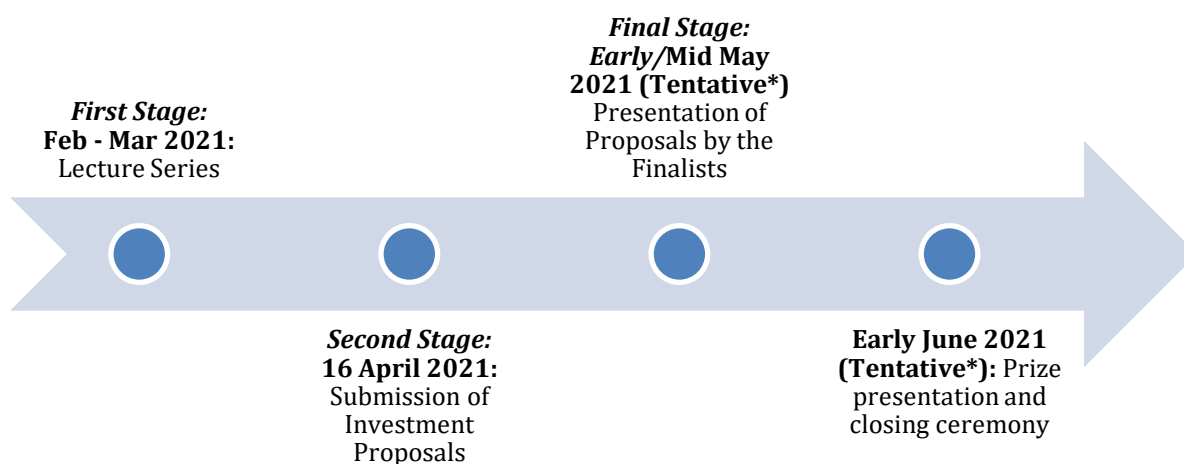 First Stage:
Feb - Mar 2021:
Lecture Series
Second Stage:
16 April 2021:
Submission of
Investment
Proposals
Final Stage:
Early/Mid May
2021 (Tentative*)
Presentation of
Proposals by the
Finalists
Early June 2021
(Tentative*): Prize
presentation and
closing ceremony